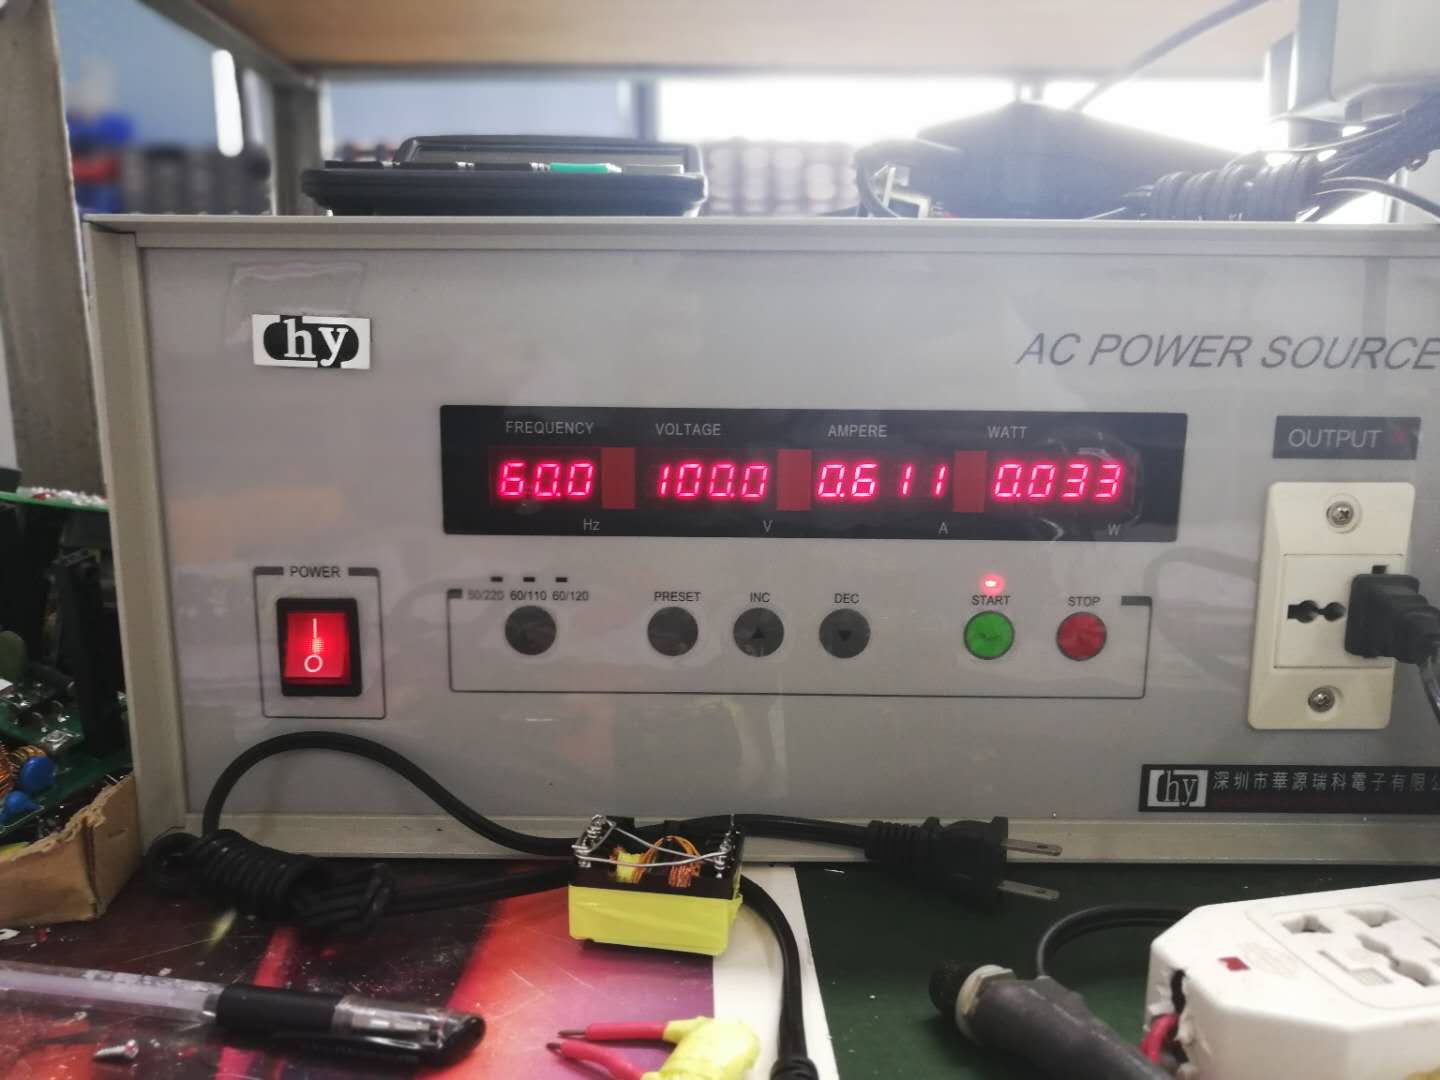 hy
AC POWER SOURCE
FREQUENCY VOLTAGE AMPERE WATT
60.0 100.0 0.611 0.033
Hz V A W
OUTPUT
POWER
50/220 60/110 60/120
PRESET INC DEC START STOP
hy 深圳市華源瑞科電子有限